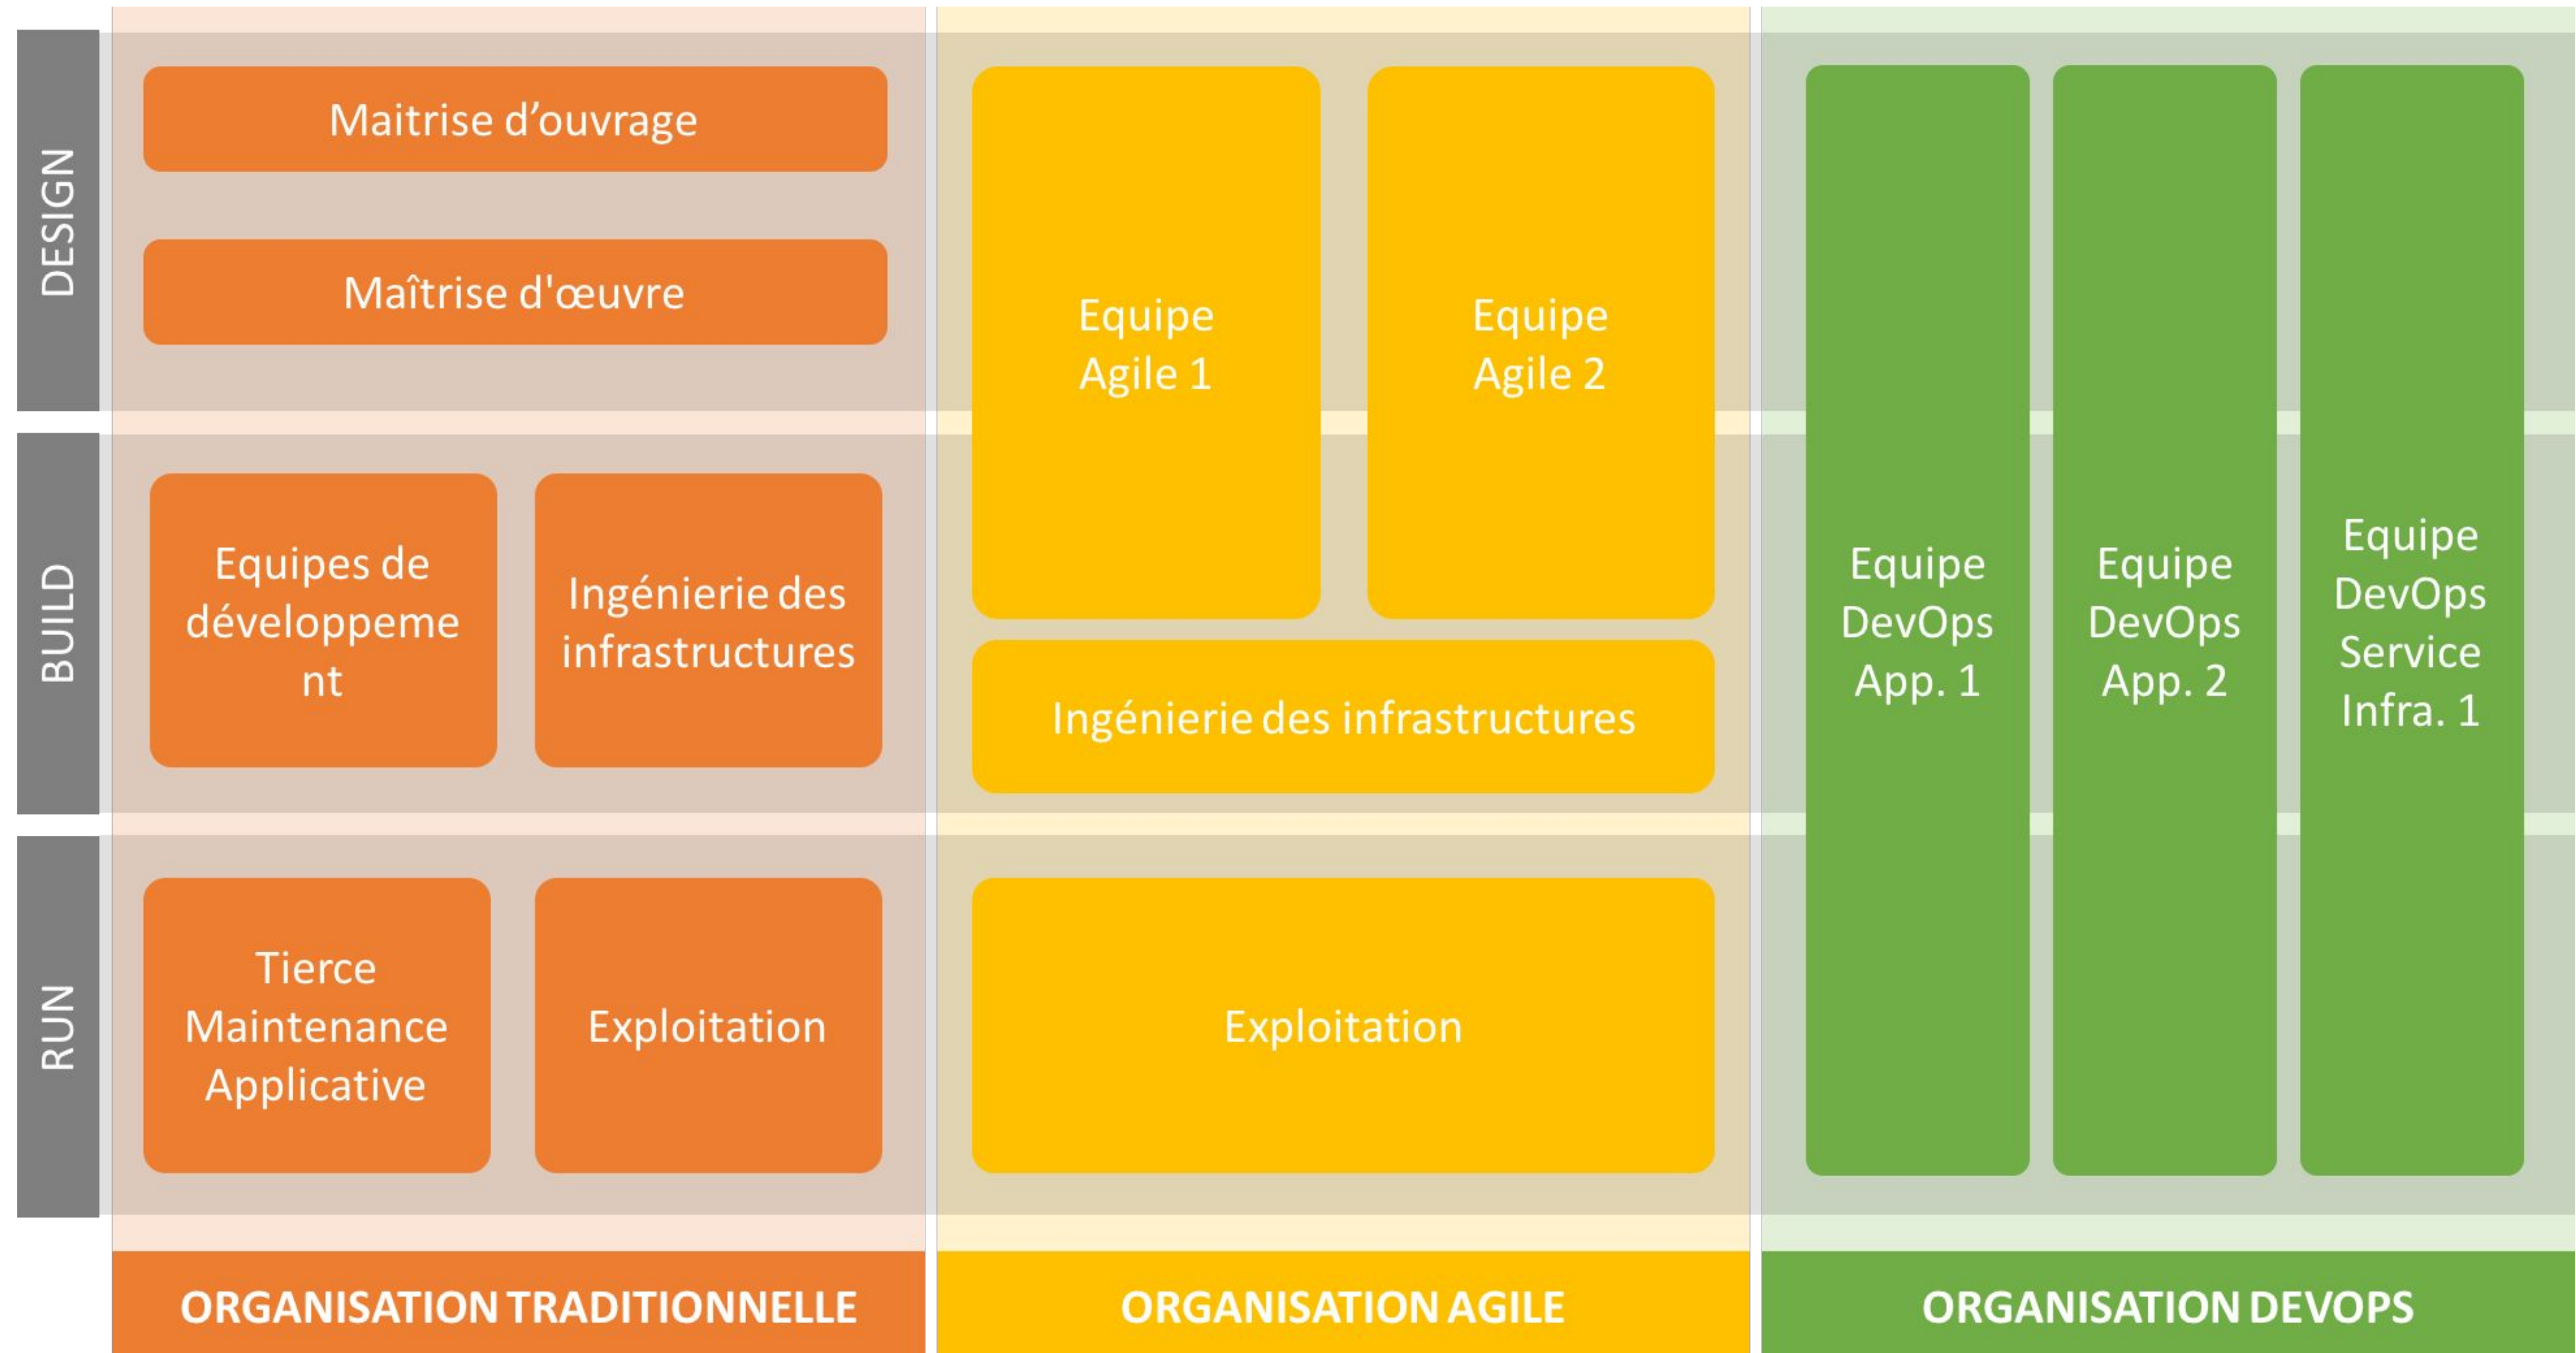 DESIGN
Maitrise d’ouvrage
Maîtrise d'œuvre
BUILD
Equipes de
développeme
nt
Ingénierie des
infrastructures
RUN
Tierce
Maintenance
Applicative
Exploitation
ORGANISATION TRADITIONNELLE
Equipe
Agile 1
Equipe
Agile 2
Ingénierie des infrastructures
Exploitation
ORGANISATION AGILE
Equipe
DevOps
App. 1
Equipe
DevOps
App. 2
Equipe
DevOps
Service
Infra. 1
ORGANISATION DEVOPS